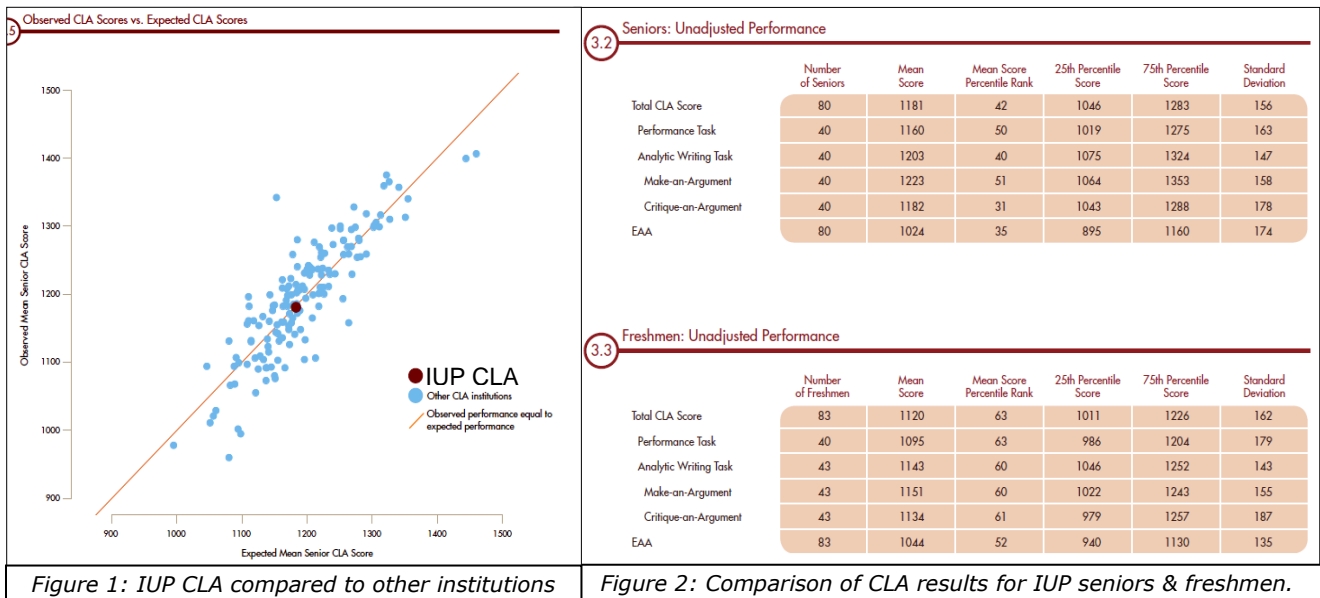 .5 Observed CLA Scores vs. Expected CLA Scores
1500
1400
1300
1200
1100
1000
900
Observed Mean Senior CLA Score
IUP CLA
Other CLA institutions
Observed performance equal to
expected performance
900 1000 1100 1200 1300 1400 1500
Expected Mean Senior CLA Score
Figure 1: IUP CLA compared to other institutions
3.2 Seniors: Unadjusted Performance
Number of Seniors Mean Score Mean Score Percentile Rank 25th Percentile Score 75th Percentile Score Standard Deviation
Total CLA Score 80 1181 42 1046 1283 156
Performance Task 40 1160 50 1019 1275 163
Analytic Writing Task 40 1203 40 1075 1324 147
Make-an-Argument 40 1223 51 1064 1353 158
Critique-an-Argument 40 1182 31 1043 1288 178
EAA 80 1024 35 895 1160 174
3.3 Freshmen: Unadjusted Performance
Number of Freshmen Mean Score Mean Score Percentile Rank 25th Percentile Score 75th Percentile Score Standard Deviation
Total CLA Score 83 1120 63 1011 1226 162
Performance Task 40 1095 63 986 1204 179
Analytic Writing Task 43 1143 60 1046 1252 143
Make-an-Argument 43 1151 60 1022 1243 155
Critique-an-Argument 43 1134 61 979 1257 187
EAA 83 1044 52 940 1130 135
Figure 2: Comparison of CLA results for IUP seniors & freshmen.